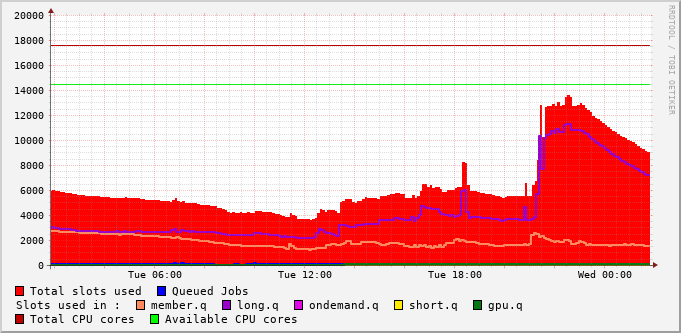 RRDTOOL / TOBI OETIKER
20000
18000
16000
14000
12000
10000
8000
6000
4000
2000
0
Tue 06:00 Tue 12:00 Tue 18:00 Wed 00:00
Total slots used Queued Jobs
Slots used in : member.q long.q ondemand.q short.q gpu.q
Total CPU cores Available CPU cores